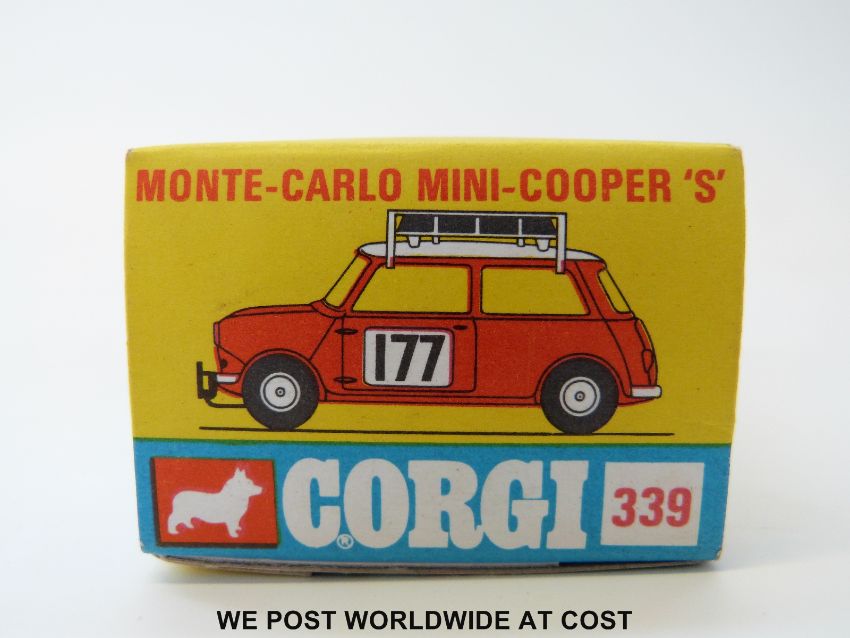 MONTE-CARLO MINI-COOPER 'S'
177
CORGI ® 339
WE POST WORLDWIDE AT COST